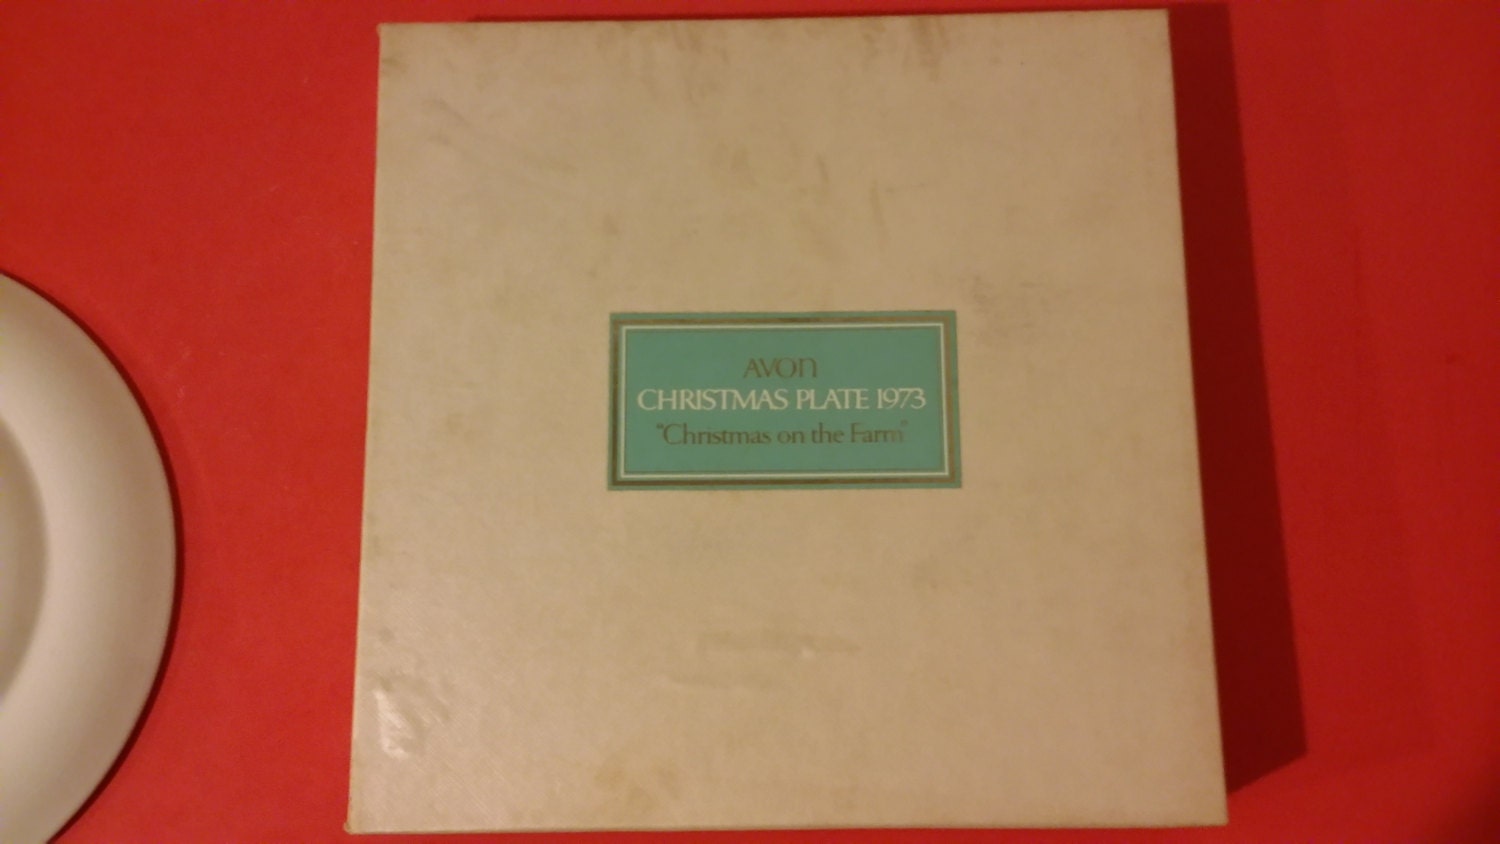 AVON
CHRISTMAS PLATE 1973
"Christmas on the Farm"